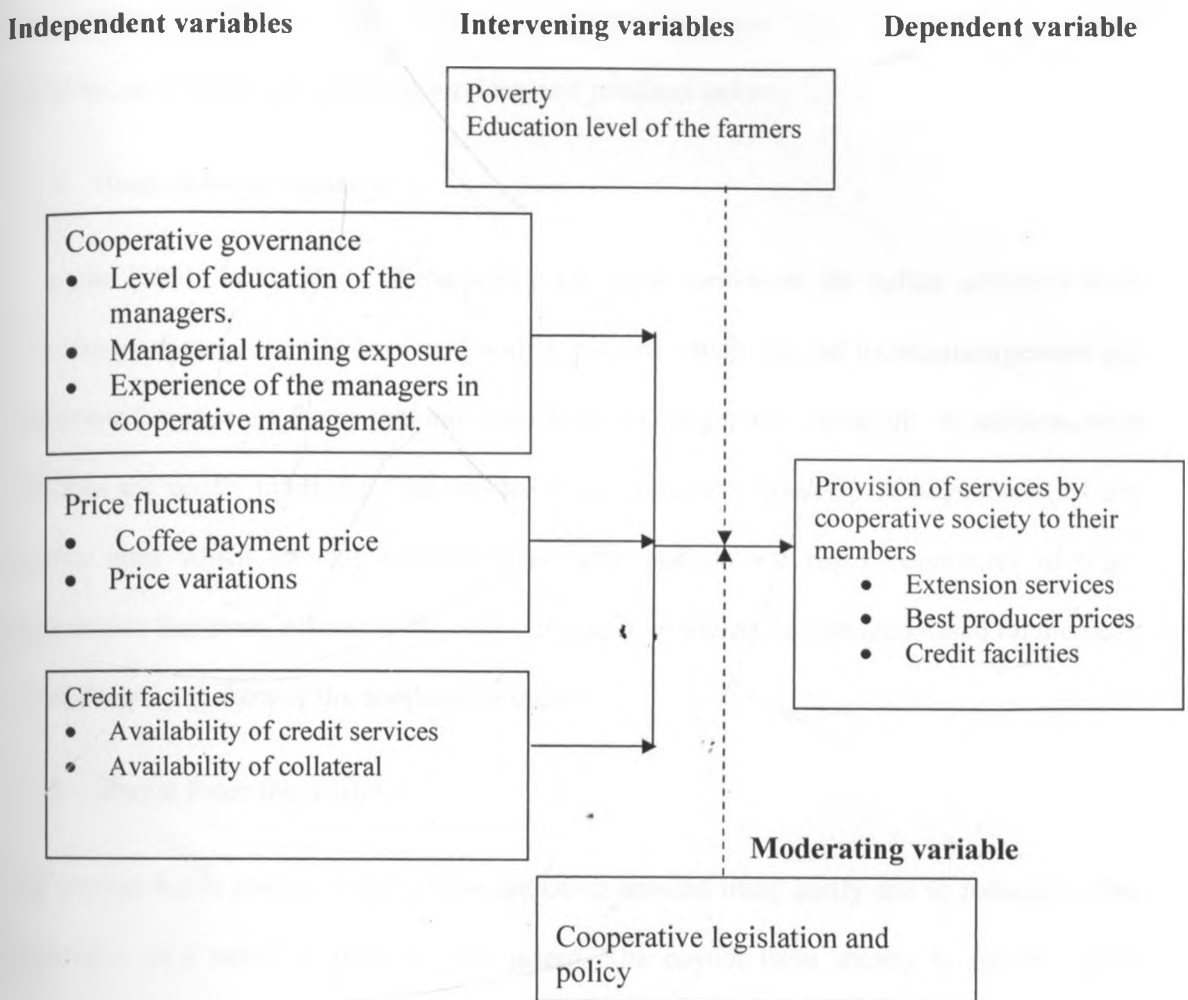 Independent variables
Intervening variables
Dependent variable
Poverty
Education level of the farmers
Cooperative governance
• Level of education of the
managers.
• Managerial training exposure
• Experience of the managers in
cooperative management.
Price fluctuations
• Coffee payment price
• Price variations
Credit facilities
• Availability of credit services
• Availability of collateral
Provision of services by
cooperative society to their
members
• Extension services
• Best producer prices
• Credit facilities
Moderating variable
Cooperative legislation and
policy